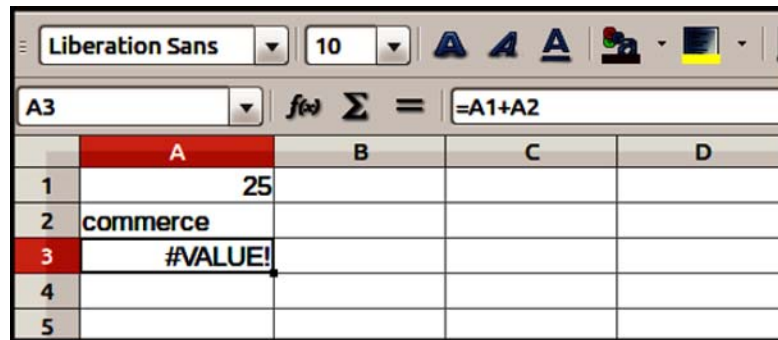 Liberation Sans 10 A A A a
A3 f(x) Σ = =A1+A2
A B C D
1 25
2 commerce
3 #VALUE!
4
5